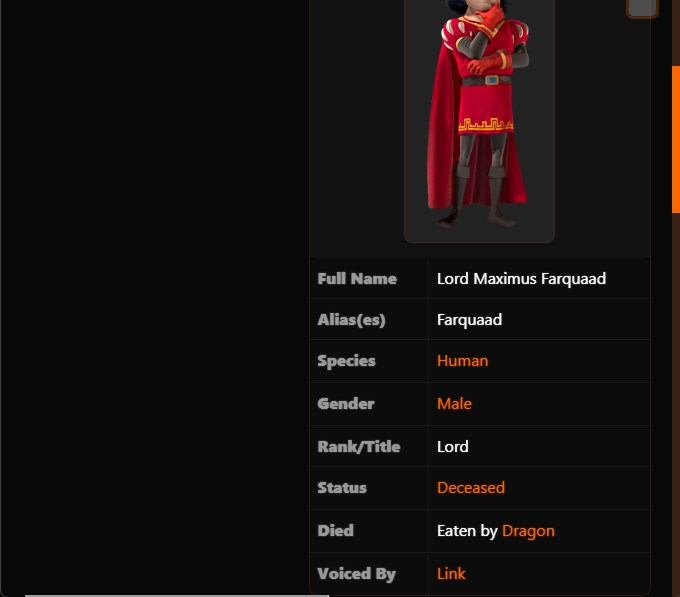 Full Name Lord Maximus Farquaad
Alias(es) Farquaad
Species Human
Gender Male
Rank/Title Lord
Status Deceased
Died Eaten by Dragon
Voiced By Link